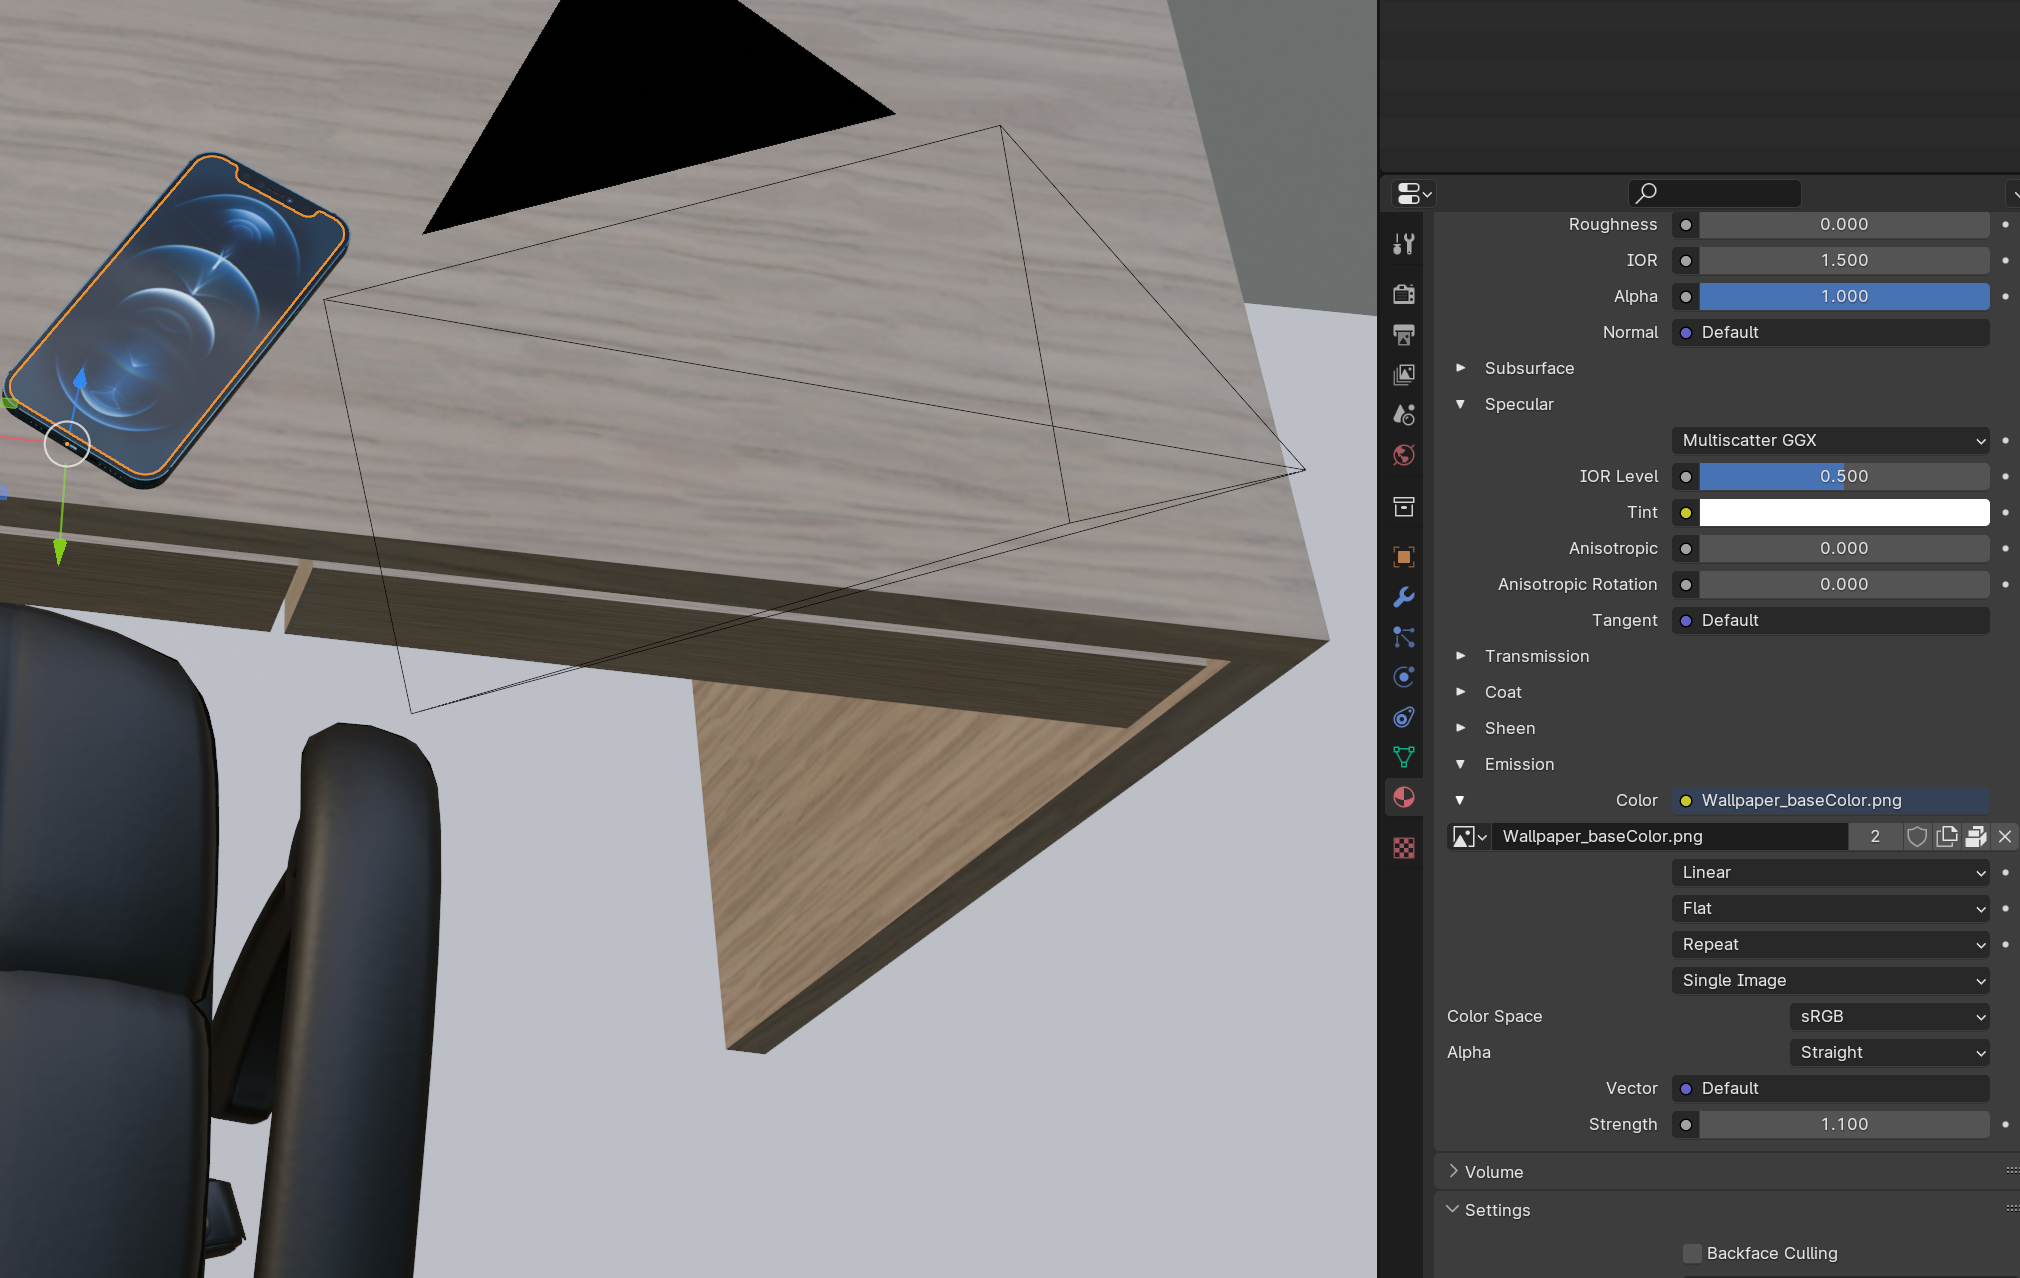 Roughness 0.000
IOR 1.500
Alpha 1.000
Normal Default
Subsurface
Specular
Multiscatter GGX
IOR Level 0.500
Tint
Anisotropic 0.000
Anisotropic Rotation 0.000
Tangent Default
Transmission
Coat
Sheen
Emission
Color Wallpaper_baseColor.png
Wallpaper_baseColor.png 2
Linear
Flat
Repeat
Single Image
Color Space sRGB
Alpha Straight
Vector Default
Strength 1.100
Volume
Settings
Backface Culling